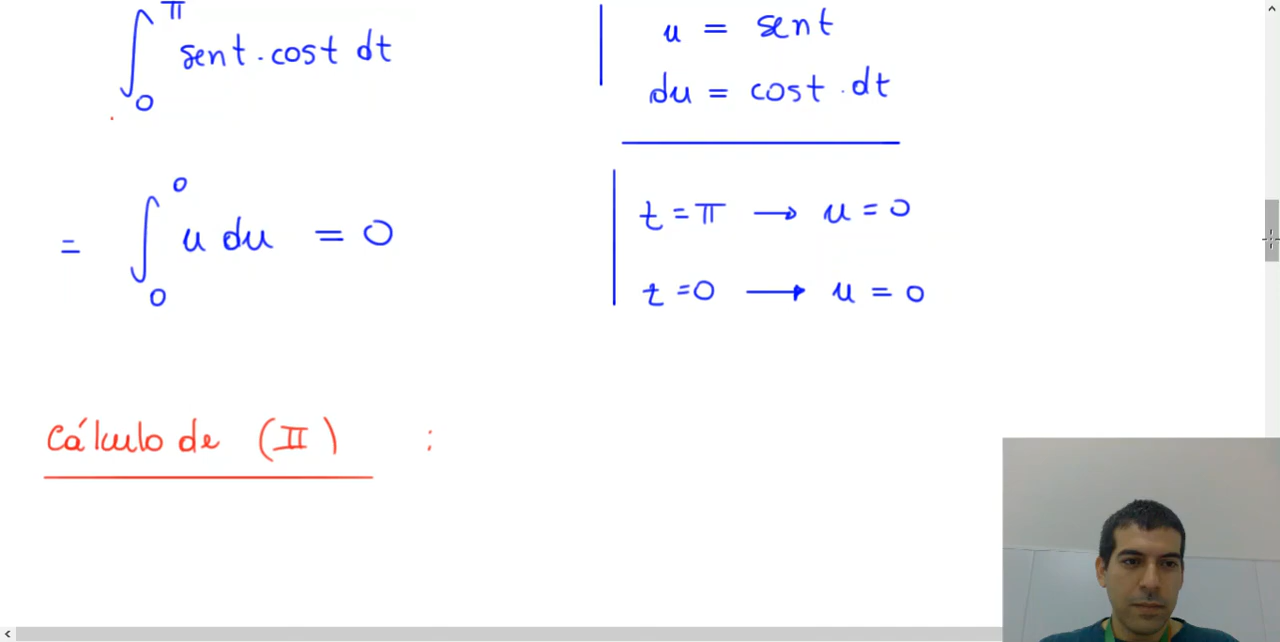 ∫₀^π sent · cost dt
u = sent
du = cost · dt
= ∫₀^0 u du = 0
t = π → u = 0
t = 0 → u = 0
Cálculo de (II) :